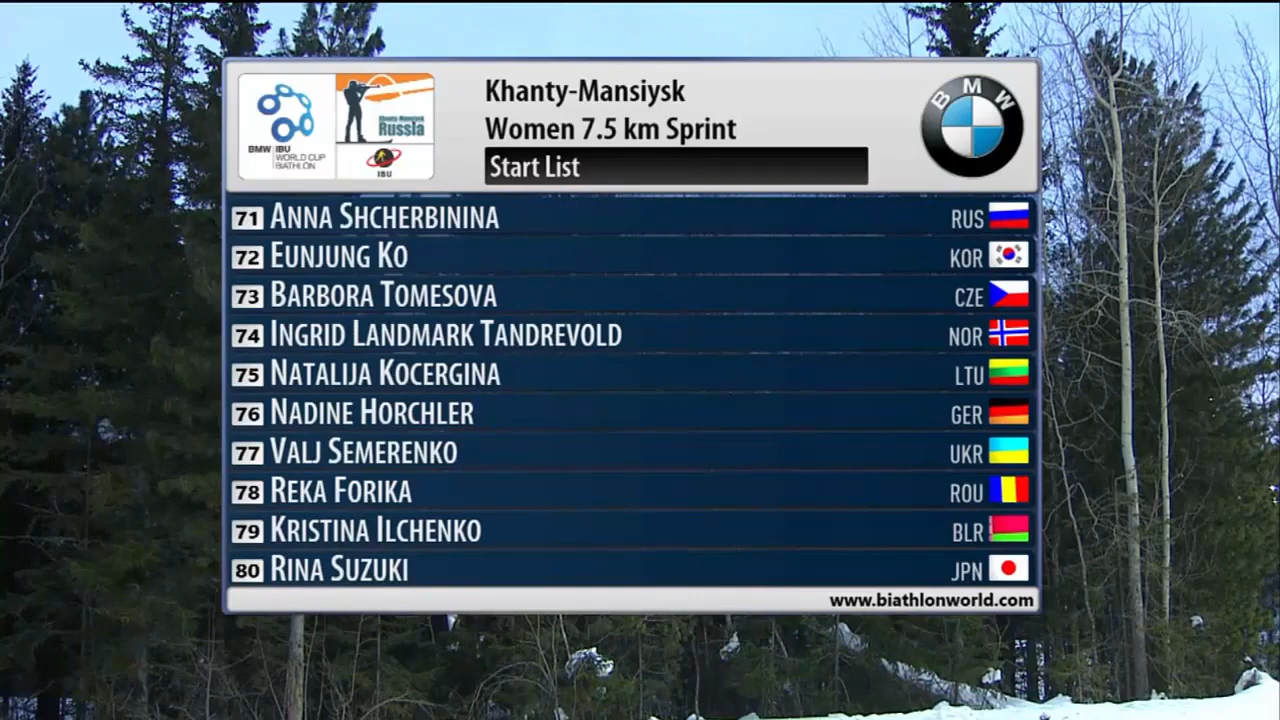 BMW IBU
WORLD CUP
BIATHLON
Khanty-Mansiysk
Russia
IBU
Khanty-Mansiysk
Women 7.5 km Sprint
Start List
BMW
71 ANNA SHCHERBININA RUS
72 EUNJUNG KO KOR
73 BARBORA TOMESOVA CZE
74 INGRID LANDMARK TANDREVOLD NOR
75 NATALIJA KOCERGINA LTU
76 NADINE HORCHLER GER
77 VALJ SEMERENKO UKR
78 REKA FORIKA ROU
79 KRISTINA ILCHENKO BLR
80 RINA SUZUKI JPN
www.biathlonworld.com